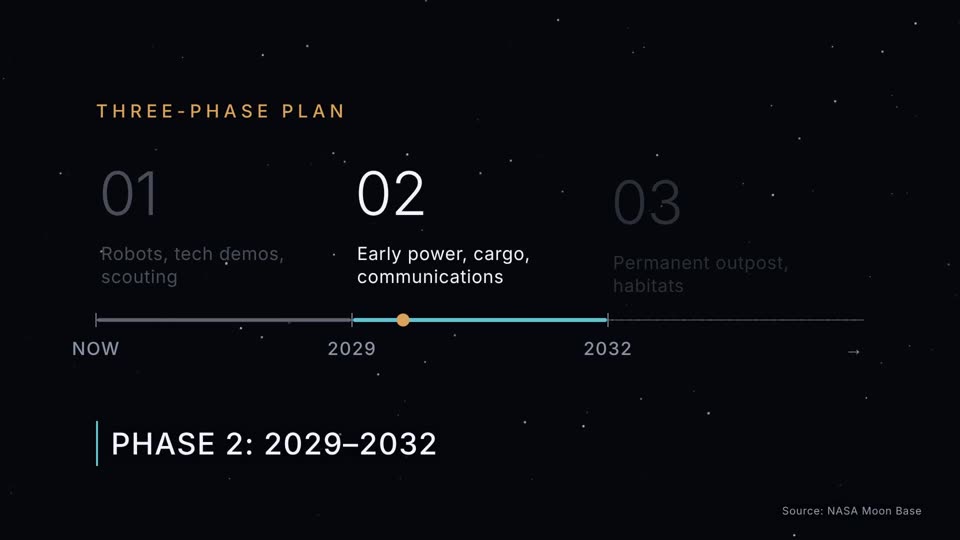 THREE-PHASE PLAN
01
Robots, tech demos,
scouting
02
Early power, cargo,
communications
03
Permanent outpost,
habitats
NOW
2029
2032
→
PHASE 2: 2029–2032
Source: NASA Moon Base